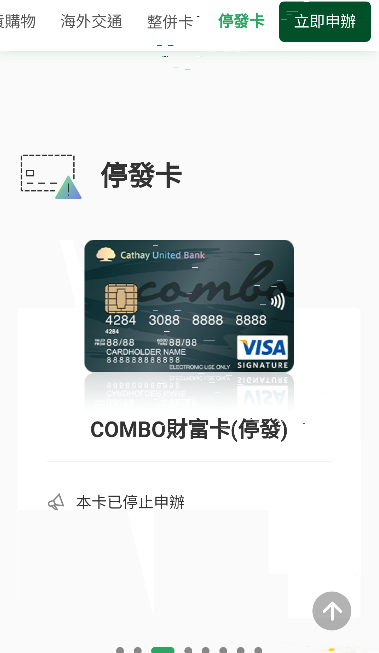 購物
海外交通
整併卡
停發卡
立即申辦
停發卡
Cathay United Bank
combo
4284 3088 8888 8888
4284
88/88 88/88
CARDHOLDER NAME
88888888888
ELECTRONIC USE ONLY
VISA
SIGNATURE
COMBO財富卡(停發)
本卡已停止申辦